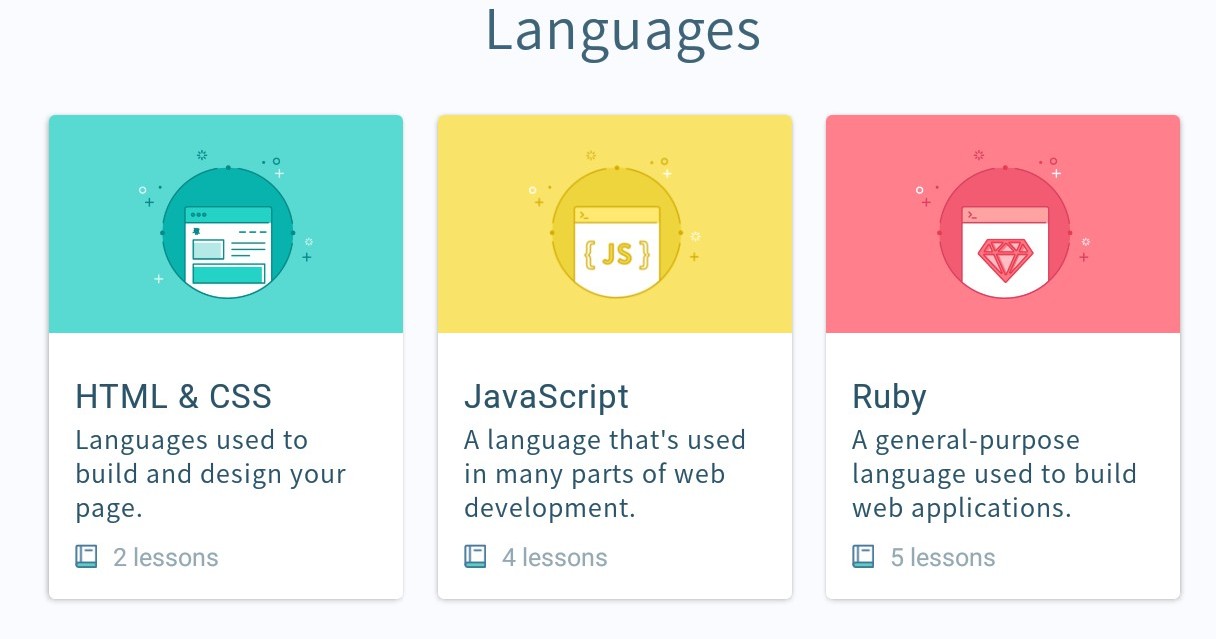 Languages
{ JS }
HTML & CSS
Languages used to
build and design your
page.
2 lessons
JavaScript
A language that's used
in many parts of web
development.
4 lessons
Ruby
A general-purpose
language used to build
web applications.
5 lessons